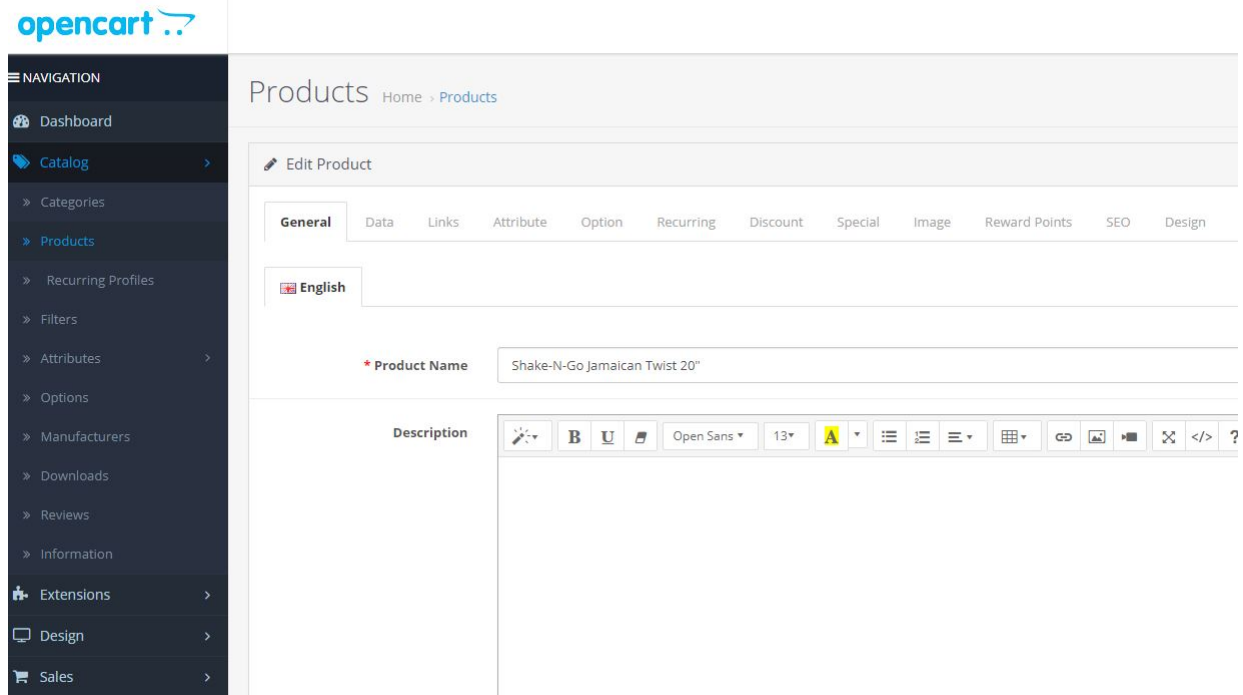 opencart
NAVIGATION
Dashboard
Catalog
Categories
Products
Recurring Profiles
Filters
Attributes
Options
Manufacturers
Downloads
Reviews
Information
Extensions
Design
Sales
Products Home › Products
Edit Product
General Data Links Attribute Option Recurring Discount Special Image Reward Points SEO Design
English
* Product Name Shake-N-Go Jamaican Twist 20"
Description B U Open Sans 13 A </> ?